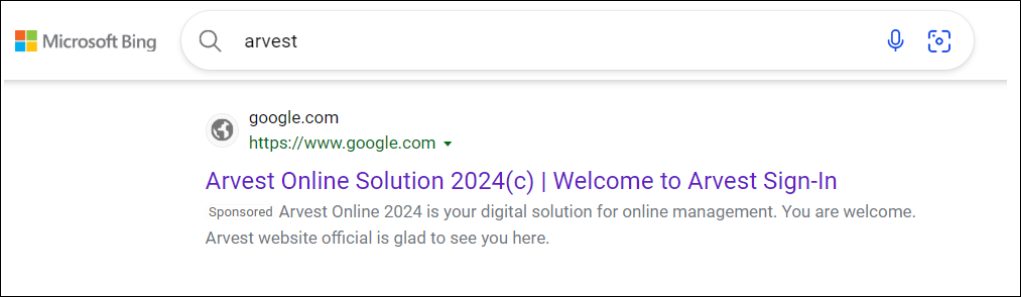 Microsoft Bing
arvest
google.com
https://www.google.com
Arvest Online Solution 2024(c) | Welcome to Arvest Sign-In
Sponsored Arvest Online 2024 is your digital solution for online management. You are welcome.
Arvest website official is glad to see you here.